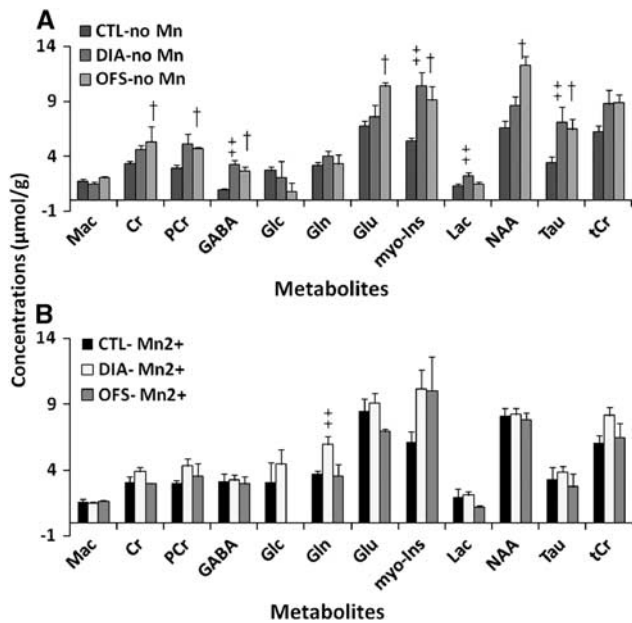 A
14
9
4
-1
CTL-no Mn
DIA-no Mn
OFS-no Mn
† † ‡ † † ‡ † ‡ † ‡ †
Mac Cr PCr GABA Glc Gln Glu myo-Ins Lac NAA Tau tCr
Metabolites
Concentrations (µmol/g)
B
14
9
4
-1
CTL- Mn2+
DIA- Mn2+
OFS- Mn2+
‡
Mac Cr PCr GABA Glc Gln Glu myo-Ins Lac NAA Tau tCr
Metabolites